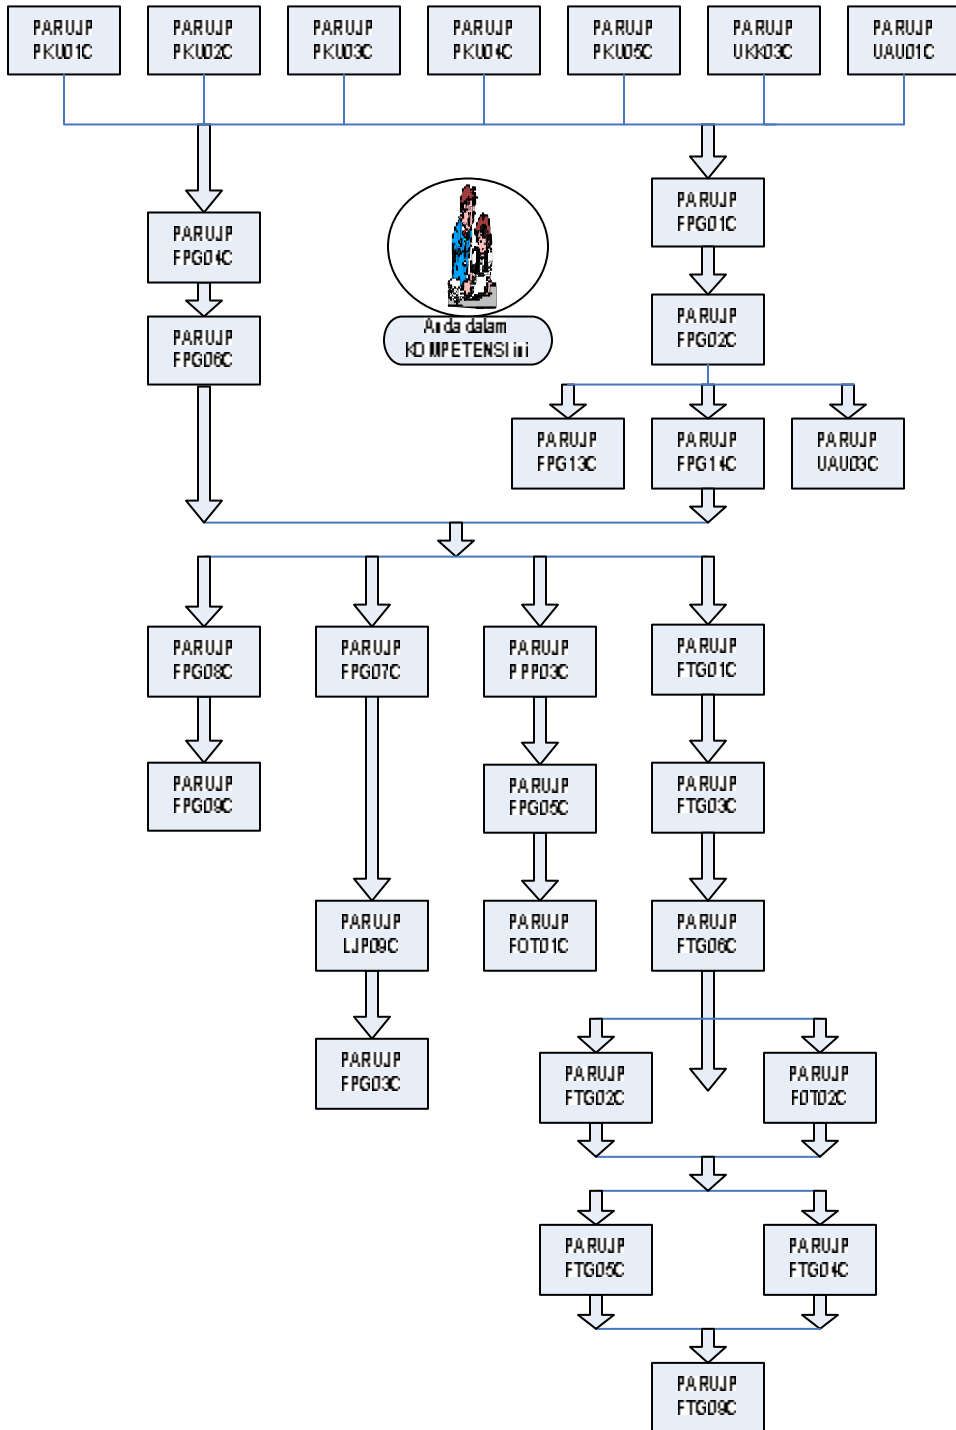 PARUJP
PKU01C
PARUJP
PKU02C
PARUJP
PKU03C
PARUJP
PKU04C
PARUJP
PKU05C
PARUJP
UKK03C
PARUJP
UAU01C
PARUJP
FPG04C
PARUJP
FPG01C
PARUJP
FPG06C
Anda dalam
KOMPETENSI ini
PARUJP
FPG02C
PARUJP
FPG13C
PARUJP
FPG14C
PARUJP
UAU03C
PARUJP
FPG08C
PARUJP
FPG07C
PARUJP
PPP03C
PARUJP
FTG01C
PARUJP
FPG09C
PARUJP
FPG05C
PARUJP
FTG03C
PARUJP
LJP09C
PARUJP
FOT01C
PARUJP
FTG06C
PARUJP
FPG03C
PARUJP
FTG02C
PARUJP
FOT02C
PARUJP
FTG05C
PARUJP
FTG04C
PARUJP
FTG09C